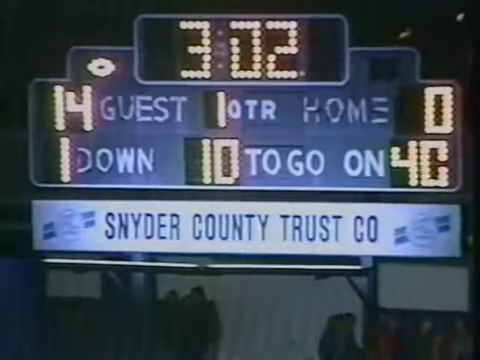 3:02
14 GUEST 1 QTR HOME 0
1 DOWN 10 TO GO ON 40
SNYDER COUNTY TRUST CO